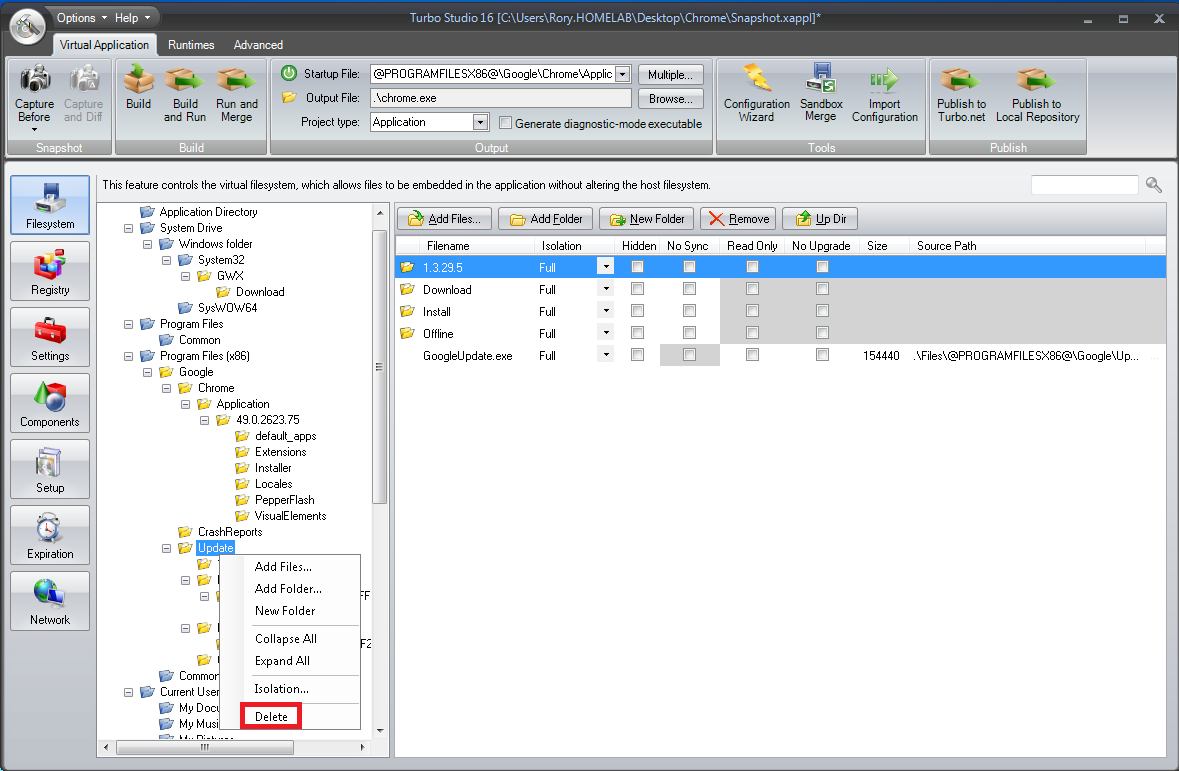 Options Help
Turbo Studio 16 [C:\Users\Rory.HOMELAB\Desktop\Chrome\Snapshot.xappl]*
Virtual Application Runtimes Advanced
Capture Before
Capture and Diff
Snapshot
Build
Build and Run
Run and Merge
Build
Startup File: @PROGRAMFILESX86@\Google\Chrome\Applic Multiple...
Output File: .\chrome.exe Browse...
Project type: Application Generate diagnostic-mode executable
Output
Configuration Wizard
Sandbox Merge
Import Configuration
Tools
Publish to Turbo.net
Publish to Local Repository
Publish
Filesystem
Registry
Settings
Components
Setup
Expiration
Network
This feature controls the virtual filesystem, which allows files to be embedded in the application without altering the host filesystem.
Application Directory
System Drive
Windows folder
System32
GWX
Download
SysWOW64
Program Files
Common
Program Files (x86)
Google
Chrome
Application
49.0.2623.75
default_apps
Extensions
Installer
Locales
PepperFlash
VisualElements
CrashReports
Update
FF
F2
Common
Current User
My Docu
My Musi
Add Files...
Add Folder...
New Folder
Collapse All
Expand All
Isolation...
Delete
Add Files... Add Folder New Folder Remove Up Dir
Filename Isolation Hidden No Sync Read Only No Upgrade Size Source Path
1.3.29.5 Full
Download Full
Install Full
Offline Full
GoogleUpdate.exe Full 154440 .\Files\@PROGRAMFILESX86@\Google\Up...